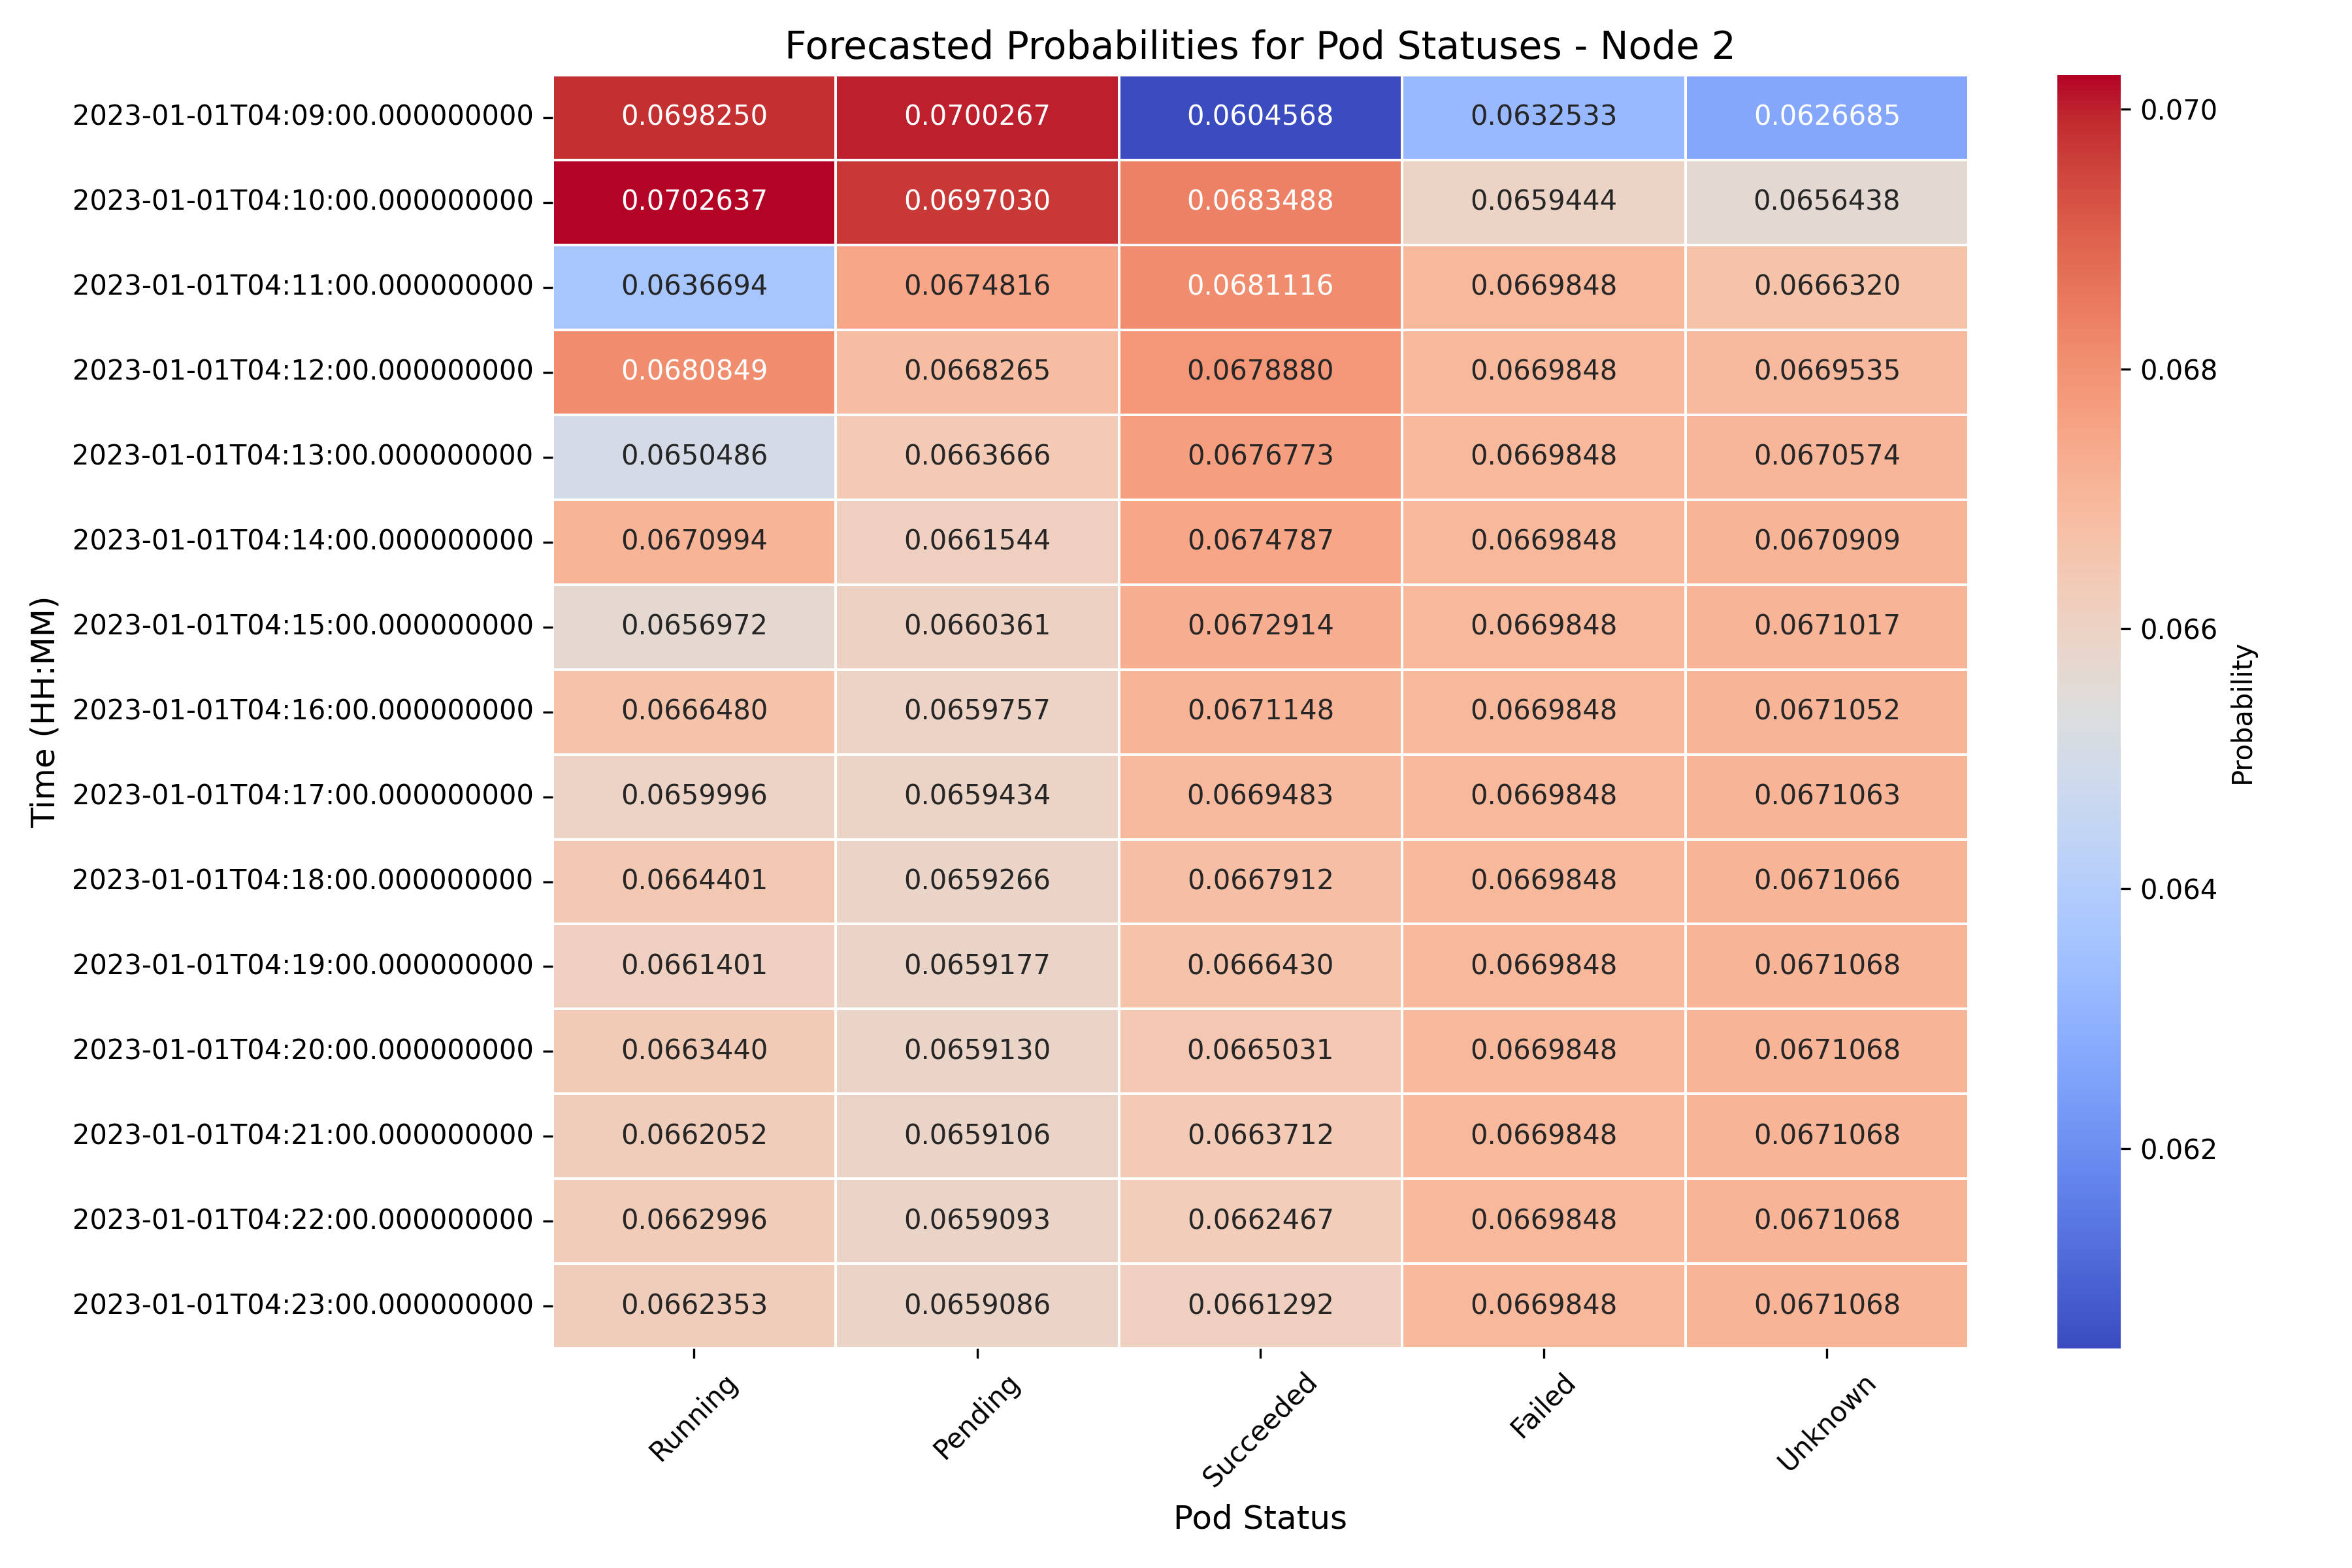 Forecasted Probabilities for Pod Statuses - Node 2
2023-01-01T04:09:00.000000000 0.0698250 0.0700267 0.0604568 0.0632533 0.0626685
2023-01-01T04:10:00.000000000 0.0702637 0.0697030 0.0683488 0.0659444 0.0656438
2023-01-01T04:11:00.000000000 0.0636694 0.0674816 0.0681116 0.0669848 0.0666320
2023-01-01T04:12:00.000000000 0.0680849 0.0668265 0.0678880 0.0669848 0.0669535
2023-01-01T04:13:00.000000000 0.0650486 0.0663666 0.0676773 0.0669848 0.0670574
2023-01-01T04:14:00.000000000 0.0670994 0.0661544 0.0674787 0.0669848 0.0670909
2023-01-01T04:15:00.000000000 0.0656972 0.0660361 0.0672914 0.0669848 0.0671017
2023-01-01T04:16:00.000000000 0.0666480 0.0659757 0.0671148 0.0669848 0.0671052
2023-01-01T04:17:00.000000000 0.0659996 0.0659434 0.0669483 0.0669848 0.0671063
2023-01-01T04:18:00.000000000 0.0664401 0.0659266 0.0667912 0.0669848 0.0671066
2023-01-01T04:19:00.000000000 0.0661401 0.0659177 0.0666430 0.0669848 0.0671068
2023-01-01T04:20:00.000000000 0.0663440 0.0659130 0.0665031 0.0669848 0.0671068
2023-01-01T04:21:00.000000000 0.0662052 0.0659106 0.0663712 0.0669848 0.0671068
2023-01-01T04:22:00.000000000 0.0662996 0.0659093 0.0662467 0.0669848 0.0671068
2023-01-01T04:23:00.000000000 0.0662353 0.0659086 0.0661292 0.0669848 0.0671068
Time (HH:MM)
Running Pending Succeeded Failed Unknown
Pod Status
0.070
0.068
0.066
0.064
0.062
Probability